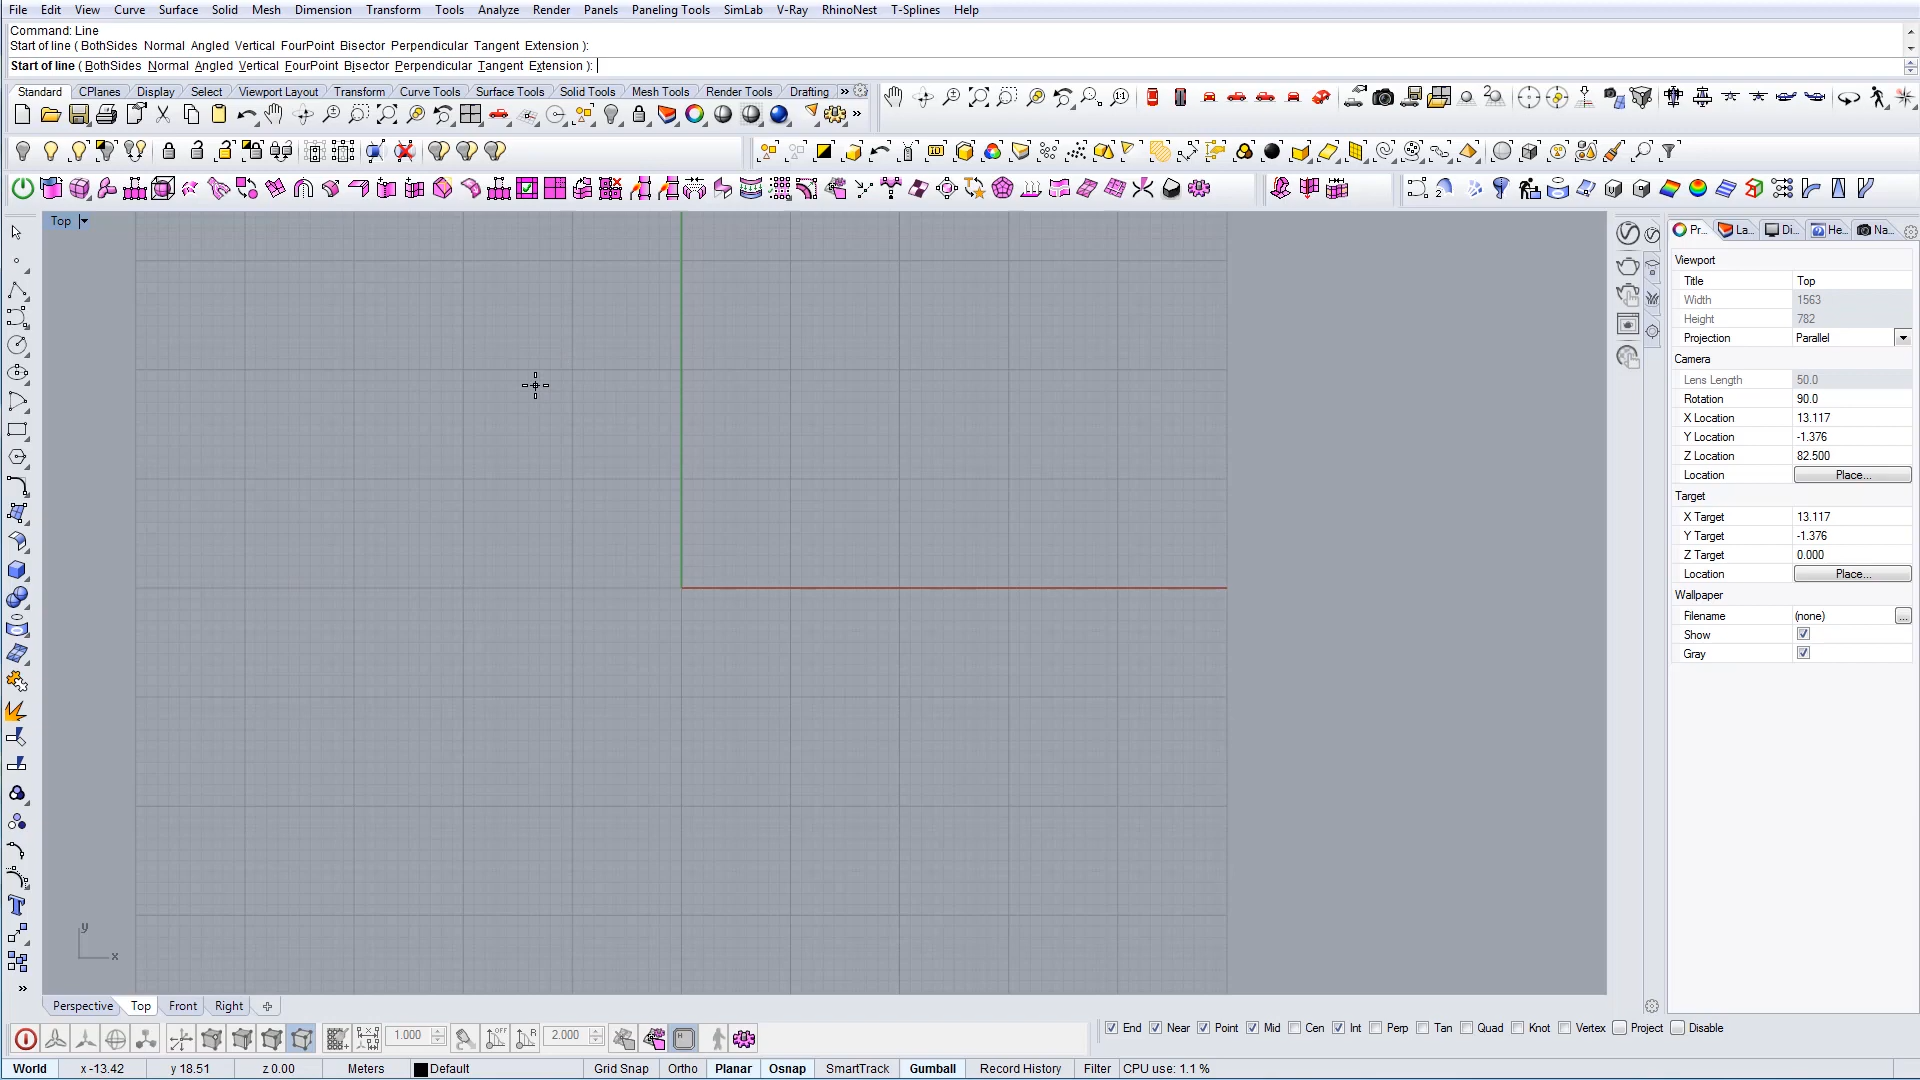 File Edit View Curve Surface Solid Mesh Dimension Transform Tools Analyze Render Panels Paneling Tools SimLab V-Ray RhinoNest T-Splines Help
Command: Line
Start of line ( BothSides Normal Angled Vertical FourPoint Bisector Perpendicular Tangent Extension ):
Start of line ( BothSides Normal Angled Vertical FourPoint Bisector Perpendicular Tangent Extension ):
Standard CPlanes Display Select Viewport Layout Transform Curve Tools Surface Tools Solid Tools Mesh Tools Render Tools Drafting »
Top
Pr... La... Di... He... Na...
Viewport
Title Top
Width 1563
Height 782
Projection Parallel
Camera
Lens Length 50.0
Rotation 90.0
X Location 13.117
Y Location -1.376
Z Location 82.500
Location Place...
Target
X Target 13.117
Y Target -1.376
Z Target 0.000
Location Place...
Wallpaper
Filename (none) ...
Show
Gray
y
x
Perspective Top Front Right
1.000 2.000
End Near Point Mid Cen Int Perp Tan Quad Knot Vertex Project Disable
World x -13.42 y 18.51 z 0.00 Meters Default Grid Snap Ortho Planar Osnap SmartTrack Gumball Record History Filter CPU use: 1.1 %